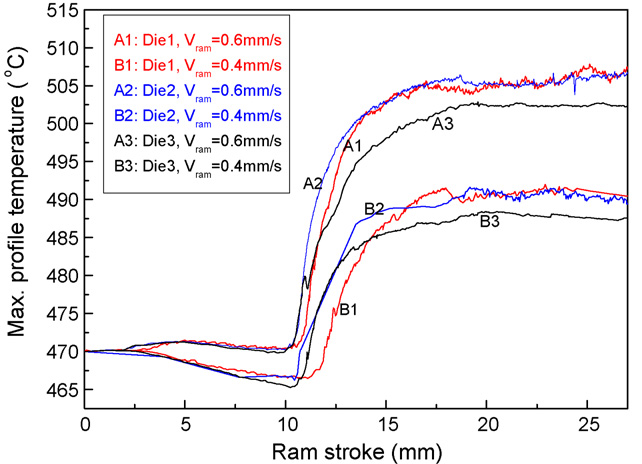 515
510
505
500
495
490
485
480
475
470
465
Max. profile temperature ( °C)
A1: Die1, Vram=0.6mm/s
B1: Die1, Vram=0.4mm/s
A2: Die2, Vram=0.6mm/s
B2: Die2, Vram=0.4mm/s
A3: Die3, Vram=0.6mm/s
B3: Die3, Vram=0.4mm/s
A3
A1
A2
B2
B3
B1
0 5 10 15 20 25
Ram stroke (mm)